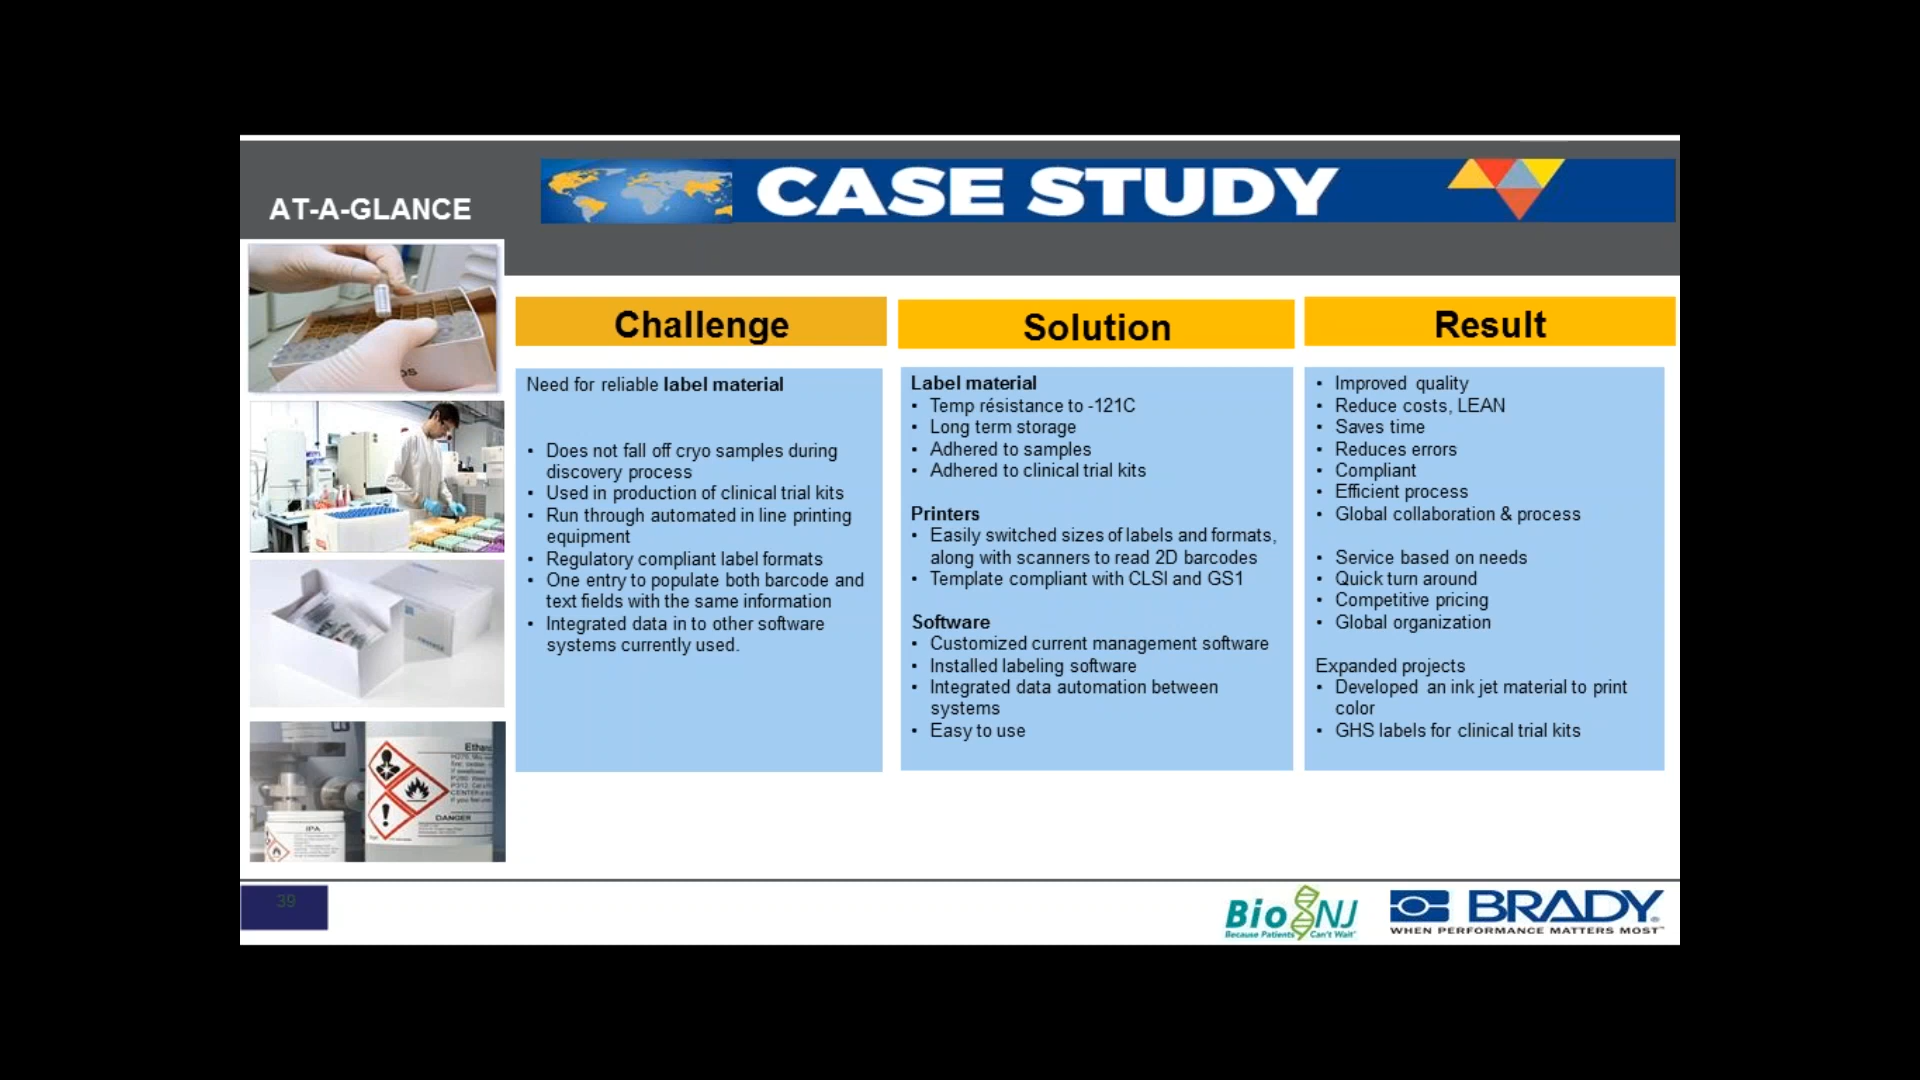 AT-A-GLANCE
CASE STUDY
Challenge
Need for reliable label material
• Does not fall off cryo samples during
discovery process
• Used in production of clinical trial kits
• Run through automated in line printing
equipment
• Regulatory compliant label formats
• One entry to populate both barcode and
text fields with the same information
• Integrated data in to other software
systems currently used.
Solution
Label material
• Temp résistance to -121C
• Long term storage
• Adhered to samples
• Adhered to clinical trial kits
Printers
• Easily switched sizes of labels and formats,
along with scanners to read 2D barcodes
• Template compliant with CLSI and GS1
Software
• Customized current management software
• Installed labeling software
• Integrated data automation between
systems
• Easy to use
Result
• Improved quality
• Reduce costs, LEAN
• Saves time
• Reduces errors
• Compliant
• Efficient process
• Global collaboration & process
• Service based on needs
• Quick turn around
• Competitive pricing
• Global organization
Expanded projects
• Developed an ink jet material to print
color
• GHS labels for clinical trial kits
IPA
DANGER
39
BioNJ
Because Patients Can't Wait
BRADY
WHEN PERFORMANCE MATTERS MOST™